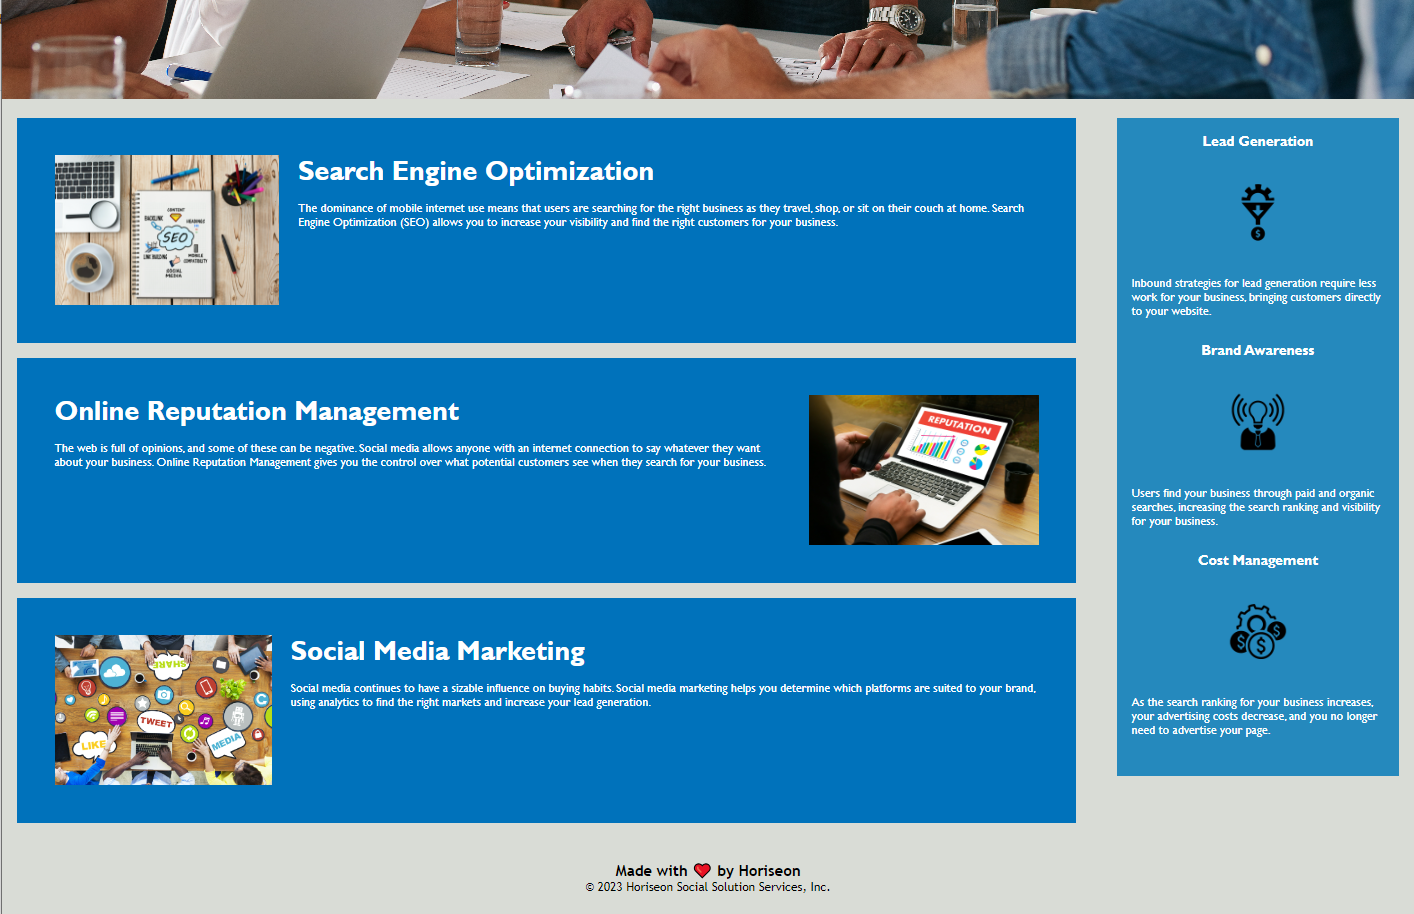 Search Engine Optimization
The dominance of mobile internet use means that users are searching for the right business as they travel, shop, or sit on their couch at home. Search
Engine Optimization (SEO) allows you to increase your visibility and find the right customers for your business.
CONTENT
BACKLINK
HEADINGS
SEO
LINK BUILDING
MOBILE
COMPATIBILITY
SOCIAL
MEDIA
Online Reputation Management
The web is full of opinions, and some of these can be negative. Social media allows anyone with an internet connection to say whatever they want
about your business. Online Reputation Management gives you the control over what potential customers see when they search for your business.
REPUTATION
Social Media Marketing
Social media continues to have a sizable influence on buying habits. Social media marketing helps you determine which platforms are suited to your brand,
using analytics to find the right markets and increase your lead generation.
SHARE
TWEET
LIKE
MEDIA
Lead Generation
Inbound strategies for lead generation require less
work for your business, bringing customers directly
to your website.
Brand Awareness
Users find your business through paid and organic
searches, increasing the search ranking and visibility
for your business.
Cost Management
As the search ranking for your business increases,
your advertising costs decrease, and you no longer
need to advertise your page.
Made with ❤️ by Horiseon
© 2023 Horiseon Social Solution Services, Inc.